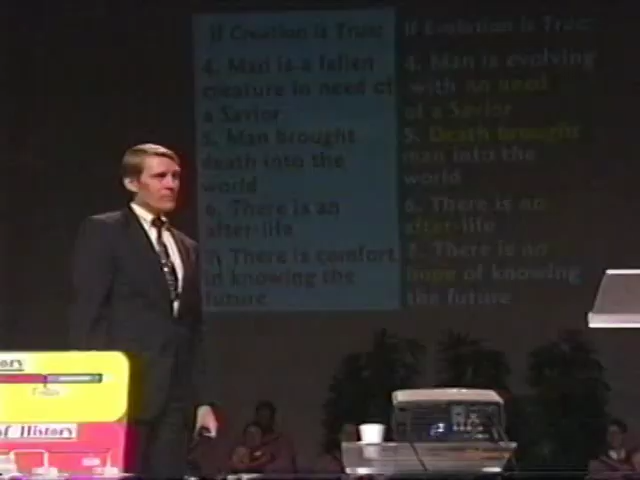 If Creation is True:
4. Man is a fallen
creature in need of
a Savior
5. Man brought
death into the
world
6. There is an
after-life
7. There is comfort
in knowing the
future
If Evolution is True:
4. Man is evolving
with no need
of a Savior
5. Death brought
man into the
world
6. There is no
after-life
7. There is no
hope of knowing
the future
ory
Today
of History